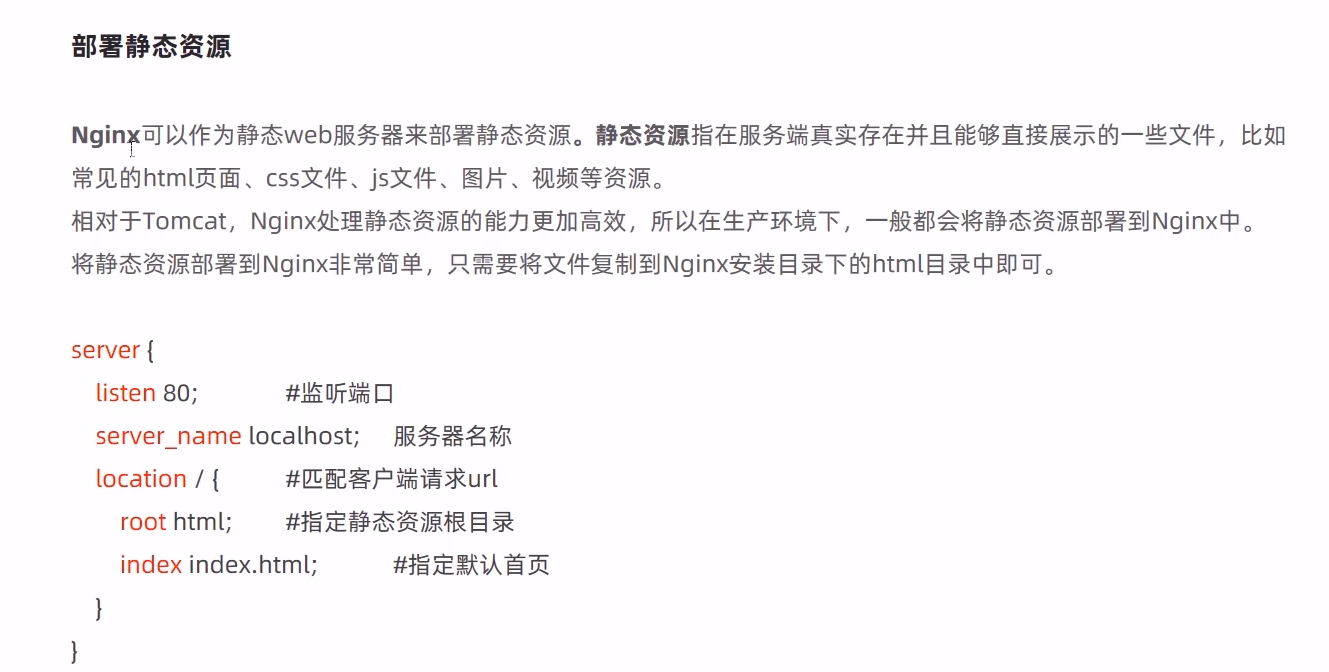 部署静态资源
Nginx可以作为静态web服务器来部署静态资源。静态资源指在服务端真实存在并且能够直接展示的一些文件，比如
常见的html页面、css文件、js文件、图片、视频等资源。
相对于Tomcat，Nginx处理静态资源的能力更加高效，所以在生产环境下，一般都会将静态资源部署到Nginx中。
将静态资源部署到Nginx非常简单，只需要将文件复制到Nginx安装目录下的html目录中即可。
server {
listen 80; #监听端口
server_name localhost; 服务器名称
location / { #匹配客户端请求url
root html; #指定静态资源根目录
index index.html; #指定默认首页
}
}